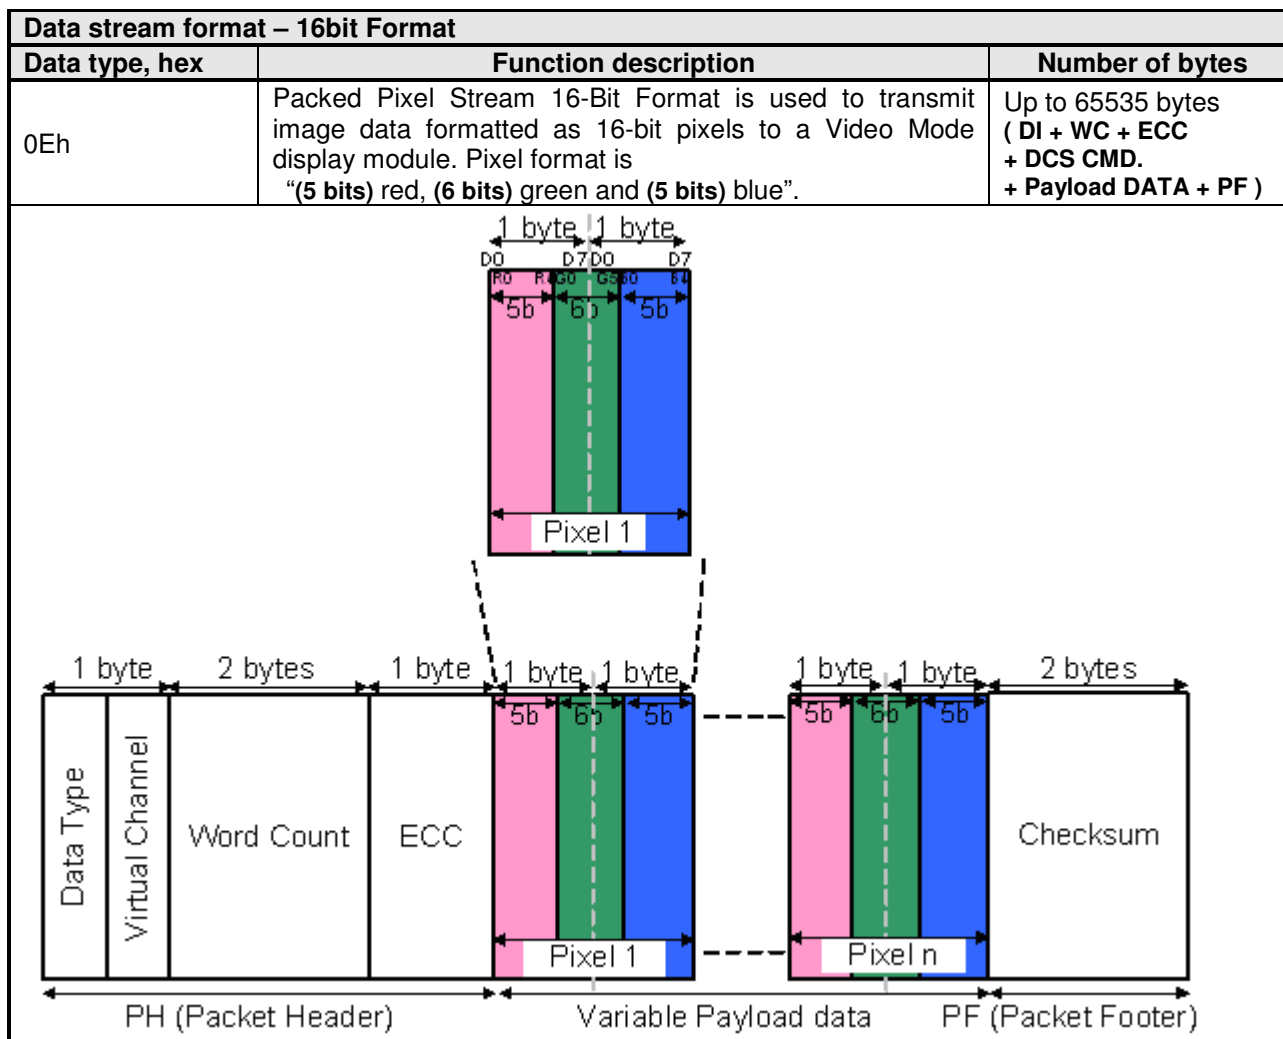 Data stream format – 16bit Format
Data type, hex
Function description
Number of bytes
0Eh
Packed Pixel Stream 16-Bit Format is used to transmit
image data formatted as 16-bit pixels to a Video Mode
display module. Pixel format is
“(5 bits) red, (6 bits) green and (5 bits) blue”.
Up to 65535 bytes
( DI + WC + ECC
+ DCS CMD.
+ Payload DATA + PF )
1 byte 1 byte
D0 D7 D0 D7
R0 R4 G0 G5 B0 B4
5b 6b 5b
Pixel 1
1 byte 2 bytes 1 byte 1 byte 1 byte 1 byte 1 byte 2 bytes
5b 6b 5b 5b 6b 5b
Data Type
Virtual Channel
Word Count
ECC
Checksum
Pixel 1
Pixel n
PH (Packet Header)
Variable Payload data
PF (Packet Footer)